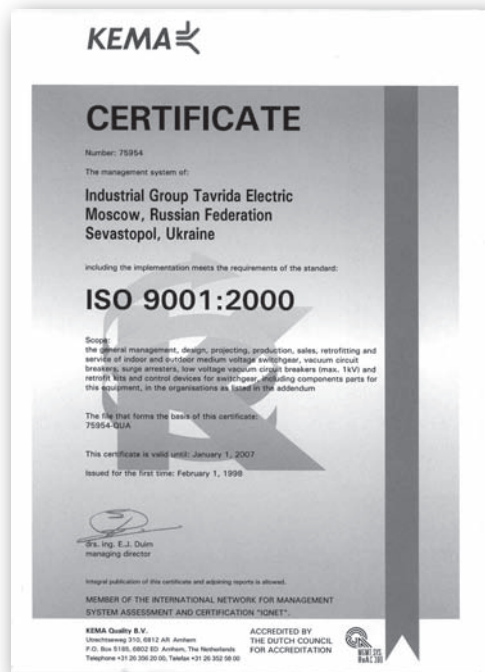 KEMA
CERTIFICATE
Number: 75954
The management system of:
Industrial Group Tavrida Electric
Moscow, Russian Federation
Sevastopol, Ukraine
including the implementation meets the requirements of the standard:
ISO 9001:2000
Scope:
the general management, design, projecting, production, sales, retrofitting and
service of indoor and outdoor medium voltage switchgear, vacuum circuit
breakers, surge arresters, low voltage vacuum circuit breakers (max. 1kV) and
retrofit kits and control devices for switchgear, including components parts for
this equipment, in the organisations as listed in the addendum
The file that forms the basis of this certificate:
75954-QUA
This certificate is valid until: January 1, 2007
Issued for the first time: February 1, 1998
drs. ing. E.J. Duim
managing director
Integral publication of this certificate and adjoining reports is allowed.
MEMBER OF THE INTERNATIONAL NETWORK FOR MANAGEMENT
SYSTEM ASSESSMENT AND CERTIFICATION "IQNET".
KEMA Quality B.V.
Utrechtseweg 310, 6812 AR Arnhem
P.O. Box 5185, 6802 ED Arnhem, The Netherlands
Telephone +31 26 356 20 00, Telefax +31 26 352 58 00
ACCREDITED BY
THE DUTCH COUNCIL
FOR ACCREDITATION